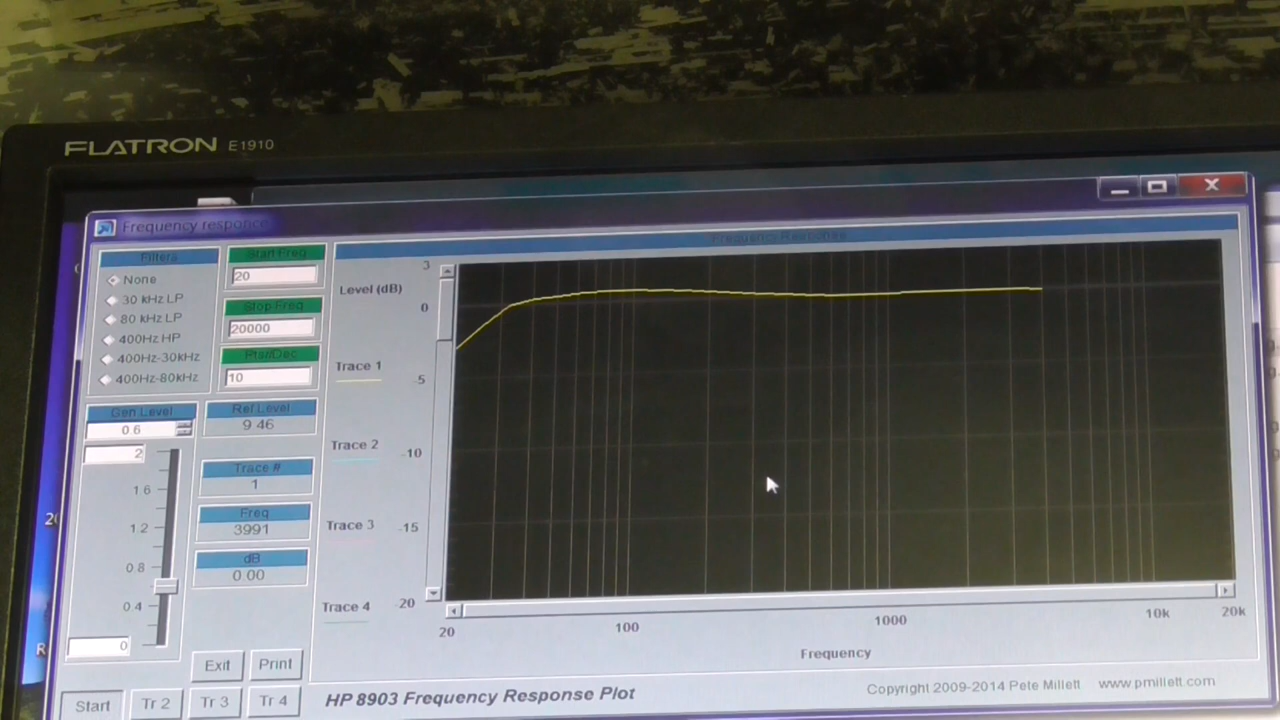 FLATRON E1910
Frequency responce
Filters
None
30 kHz LP
80 kHz LP
400Hz HP
400Hz-30kHz
400Hz-80kHz
Start Freq
20
Stop Freq
20000
Pts/Dec
10
Gen Level
0.6
2
1.6
1.2
0.8
0.4
0
Ref Level
9.46
Trace #
1
Freq
3991
dB
0.00
Exit
Print
Start
Tr 2
Tr 3
Tr 4
Frequency Response
Level (dB)
3
0
-5
-10
-15
-20
Trace 1
Trace 2
Trace 3
Trace 4
20
100
1000
10k
20k
Frequency
HP 8903 Frequency Response Plot
Copyright 2009-2014 Pete Millett www.pmillett.com